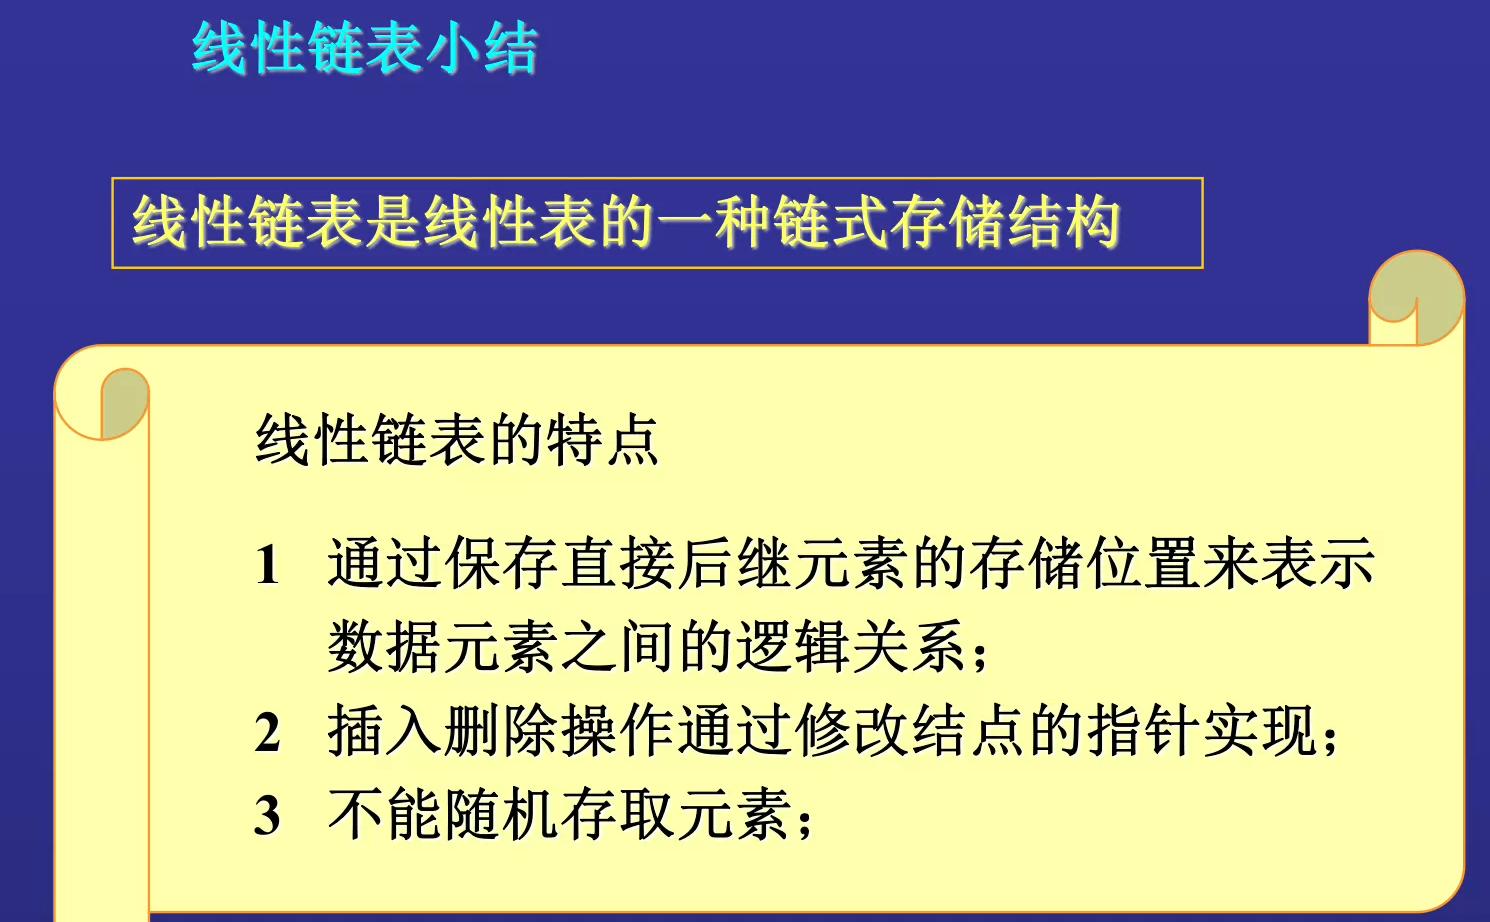 线性链表小结
线性链表是线性表的一种链式存储结构
线性链表的特点
1 通过保存直接后继元素的存储位置来表示
数据元素之间的逻辑关系；
2 插入删除操作通过修改结点的指针实现；
3 不能随机存取元素；